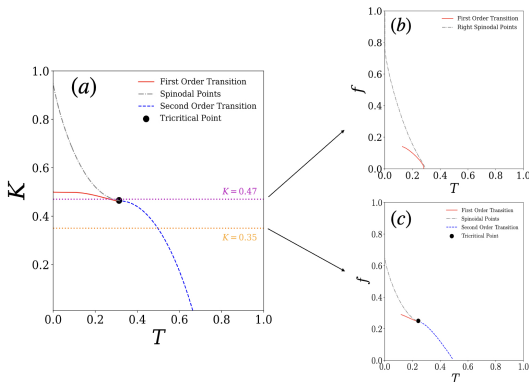 (a)
First Order Transition
Spinodal Points
Second Order Transition
Tricritical Point
K = 0.47
K = 0.35
K
1.0
0.8
0.6
0.4
0.2
0.0 0.2 0.4 0.6 0.8 1.0
T
(b)
First Order Transition
Right Spinodal Points
f
1.0
0.8
0.6
0.4
0.2
0.0
0.0 0.2 0.4 0.6 0.8 1.0
T
(c)
First Order Transition
Spinodal Points
Second Order Transition
Tricritical Point
f
1.0
0.8
0.6
0.4
0.2
0.0
0.0 0.2 0.4 0.6 0.8 1.0
T